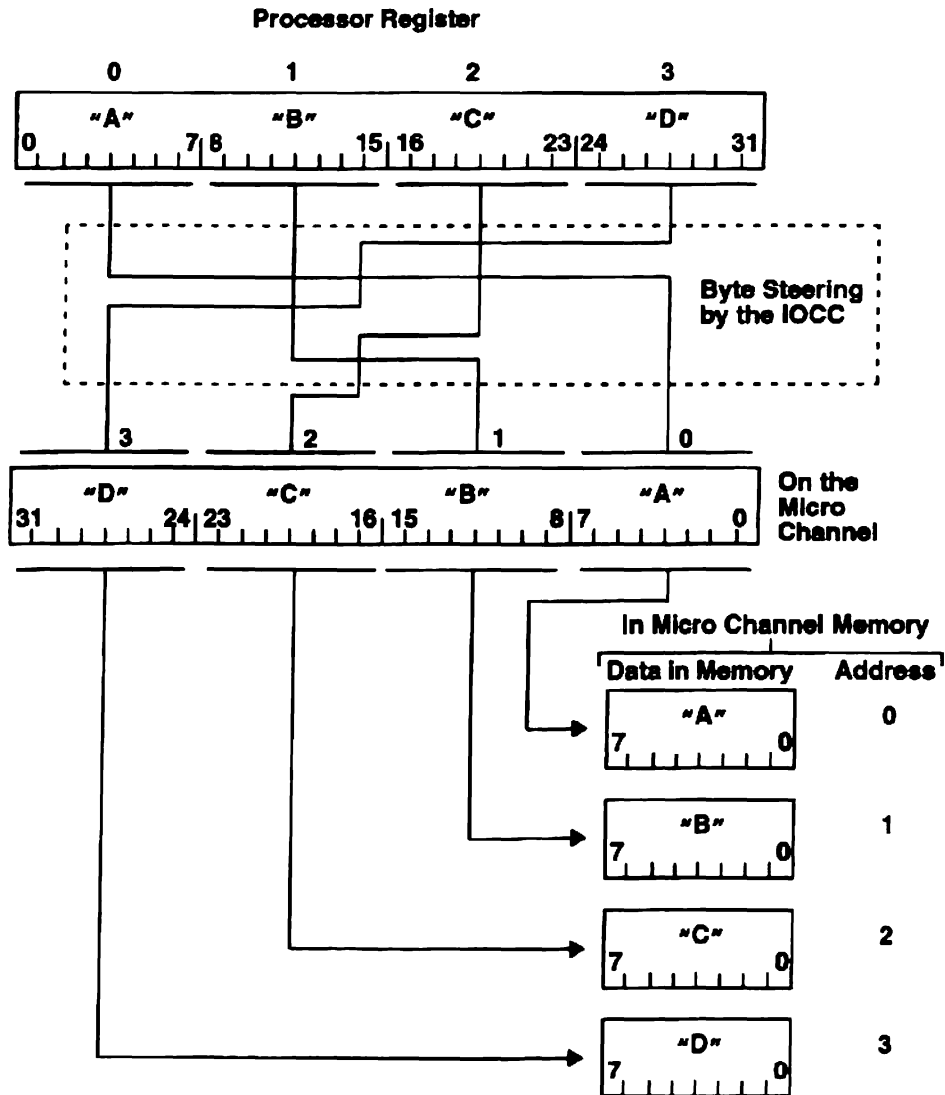 Processor Register
0 1 2 3
"A" "B" "C" "D"
0 7 8 15 16 23 24 31
Byte Steering
by the IOCC
3 2 1 0
"D" "C" "B" "A"
31 24 23 16 15 8 7 0
On the
Micro
Channel
In Micro Channel Memory
Data in Memory Address
"A" 0
7 0
"B" 1
7 0
"C" 2
7 0
"D" 3
7 0